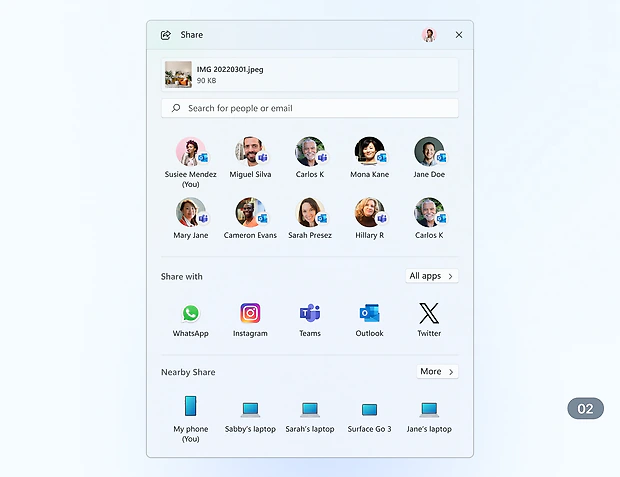 Share
IMG 20220301.jpeg
90 KB
Search for people or email
Susiee Mendez (You)
Miguel Silva
Carlos K
Mona Kane
Jane Doe
Mary Jane
Cameron Evans
Sarah Presez
Hillary R
Carlos K
Share with
All apps
WhatsApp
Instagram
Teams
Outlook
Twitter
Nearby Share
More
02
My phone (You)
Sabby's laptop
Sarah's laptop
Surface Go 3
Jane's laptop